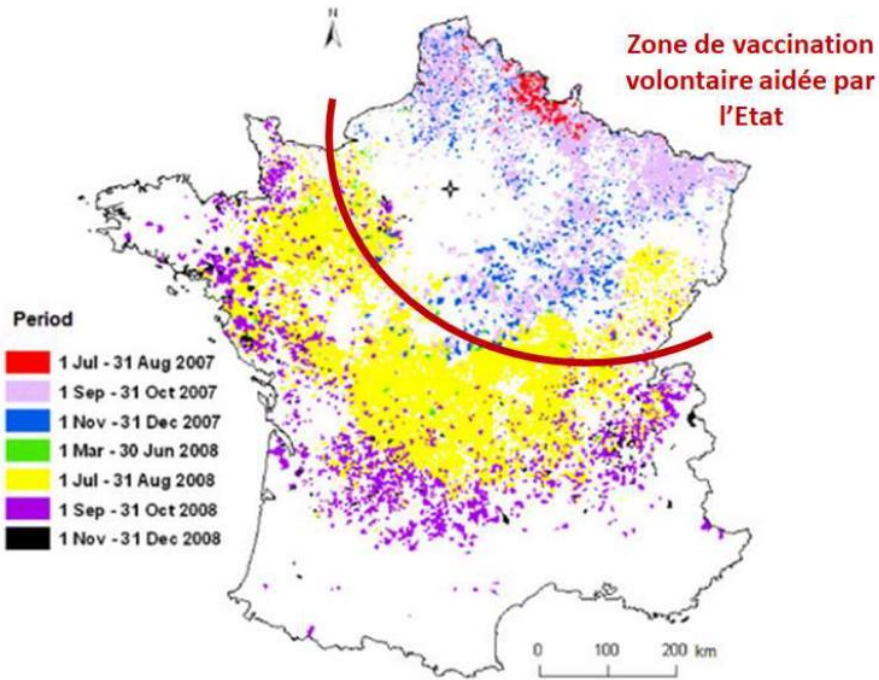 N
Zone de vaccination
volontaire aidée par
l’Etat
Period
1 Jul - 31 Aug 2007
1 Sep - 31 Oct 2007
1 Nov - 31 Dec 2007
1 Mar - 30 Jun 2008
1 Jul - 31 Aug 2008
1 Sep - 31 Oct 2008
1 Nov - 31 Dec 2008
0 100 200 km